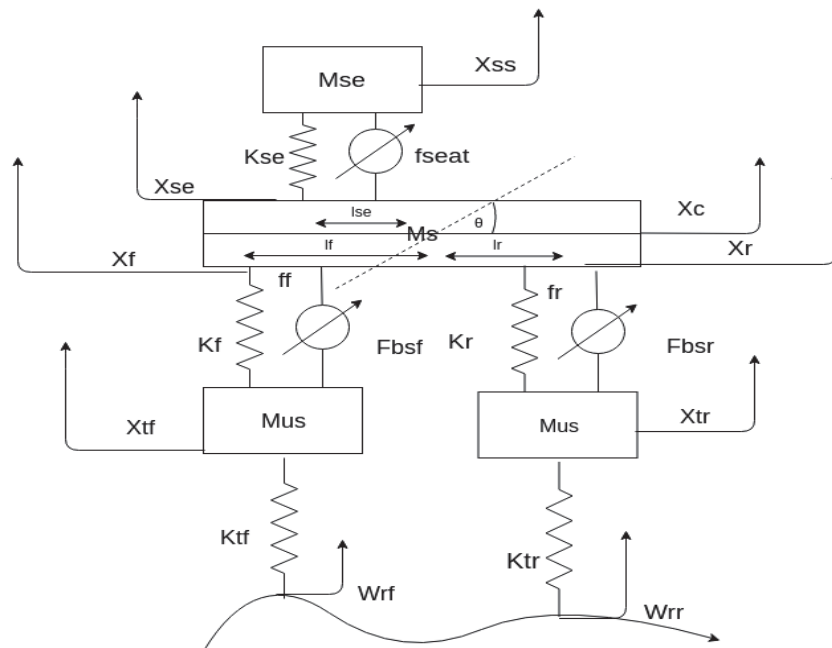 Mse
Xss
Kse
fseat
Xse
lse
θ
Xc
Ms
Xf
lf
lr
Xr
ff
fr
Kf
Fbsf
Kr
Fbsr
Xtf
Mus
Mus
Xtr
Ktf
Ktr
Wrf
Wrr